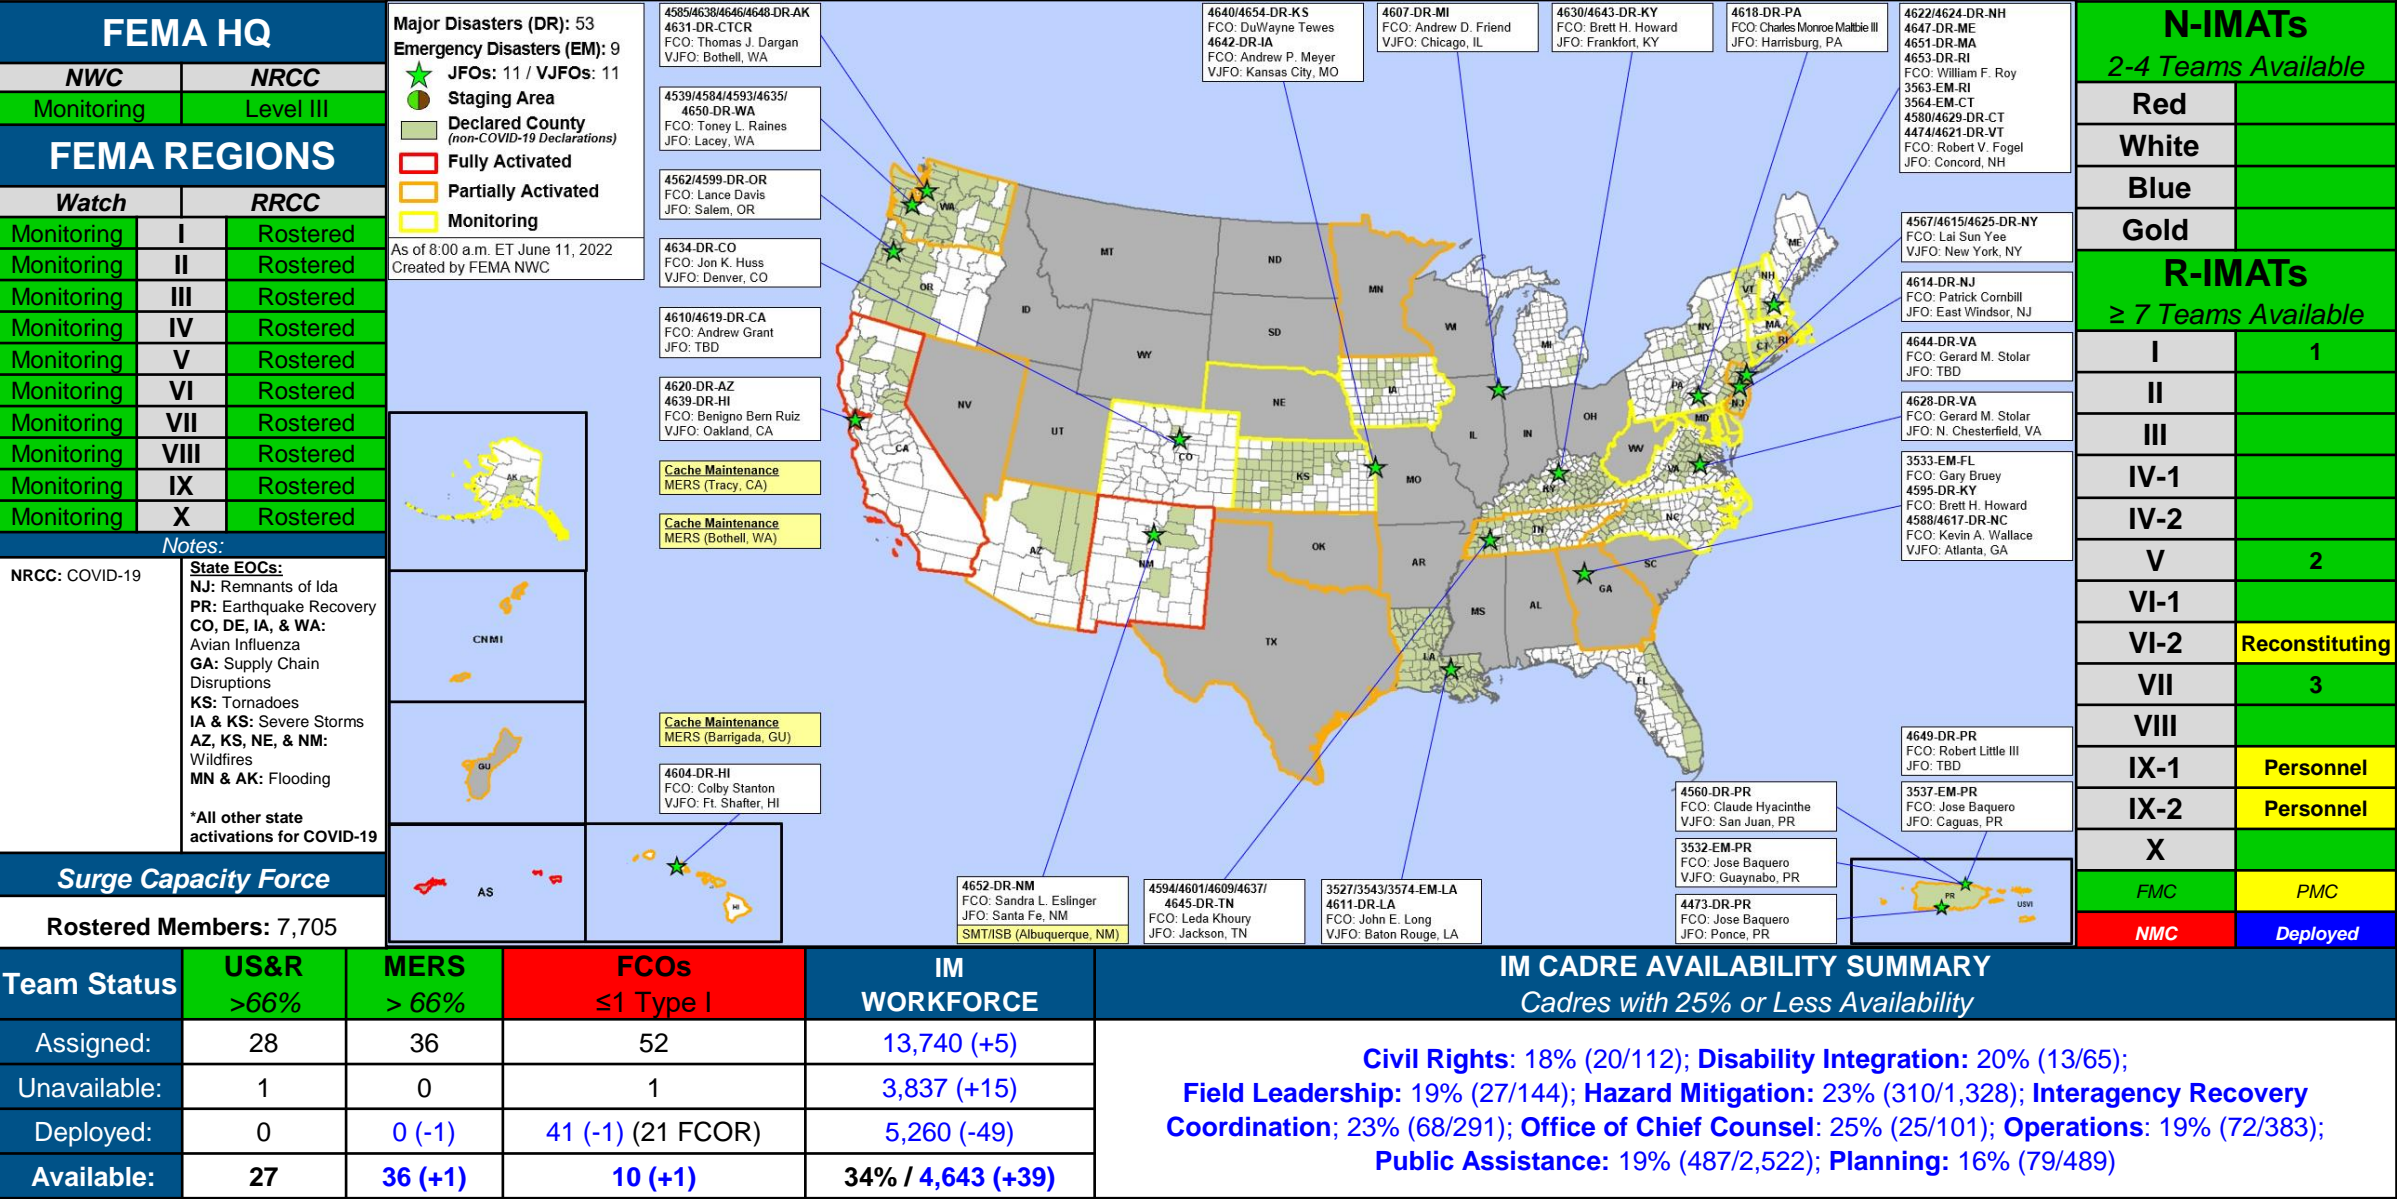 FEMA HQ
NWC NRCC
Monitoring Level III
FEMA REGIONS
Watch RRCC
Monitoring I Rostered
Monitoring II Rostered
Monitoring III Rostered
Monitoring IV Rostered
Monitoring V Rostered
Monitoring VI Rostered
Monitoring VII Rostered
Monitoring VIII Rostered
Monitoring IX Rostered
Monitoring X Rostered
Notes:
NRCC: COVID-19
State EOCs:
NJ: Remnants of Ida
PR: Earthquake Recovery
CO, DE, IA, & WA:
Avian Influenza
GA: Supply Chain
Disruptions
KS: Tornadoes
IA & KS: Severe Storms
AZ, KS, NE, & NM:
Wildfires
MN & AK: Flooding
*All other state
activations for COVID-19
Surge Capacity Force
Rostered Members: 7,705
Major Disasters (DR): 53
Emergency Disasters (EM): 9
JFOs: 11 / VJFOs: 11
Staging Area
Declared County
(non-COVID-19 Declarations)
Fully Activated
Partially Activated
Monitoring
As of 8:00 a.m. ET June 11, 2022
Created by FEMA NWC
4585/4638/4646/4648-DR-AK
4631-DR-CTCR
FCO: Thomas J. Dargan
VJFO: Bothell, WA
4539/4584/4593/4635/
4650-DR-WA
FCO: Toney L. Raines
JFO: Lacey, WA
4562/4599-DR-OR
FCO: Lance Davis
JFO: Salem, OR
4634-DR-CO
FCO: Jon K. Huss
VJFO: Denver, CO
4610/4619-DR-CA
FCO: Andrew Grant
JFO: TBD
4620-DR-AZ
4639-DR-HI
FCO: Benigno Bern Ruiz
VJFO: Oakland, CA
Cache Maintenance
MERS (Tracy, CA)
Cache Maintenance
MERS (Bothell, WA)
Cache Maintenance
MERS (Barrigada, GU)
4604-DR-HI
FCO: Colby Stanton
VJFO: Ft. Shafter, HI
4640/4654-DR-KS
FCO: DuWayne Tewes
4642-DR-IA
FCO: Andrew P. Meyer
VJFO: Kansas City, MO
4607-DR-MI
FCO: Andrew D. Friend
VJFO: Chicago, IL
4630/4643-DR-KY
FCO: Brett H. Howard
JFO: Frankfort, KY
4618-DR-PA
FCO: Charles Monroe Maltbie III
JFO: Harrisburg, PA
4622/4624-DR-NH
4647-DR-ME
4651-DR-MA
4653-DR-RI
FCO: William F. Roy
3563-EM-RI
3564-EM-CT
4580/4629-DR-CT
4474/4621-DR-VT
FCO: Robert V. Fogel
JFO: Concord, NH
4567/4615/4625-DR-NY
FCO: Lai Sun Yee
VJFO: New York, NY
4614-DR-NJ
FCO: Patrick Cornbill
JFO: East Windsor, NJ
4644-DR-VA
FCO: Gerard M. Stolar
JFO: TBD
4628-DR-VA
FCO: Gerard M. Stolar
JFO: N. Chesterfield, VA
3533-EM-FL
FCO: Gary Bruey
4595-DR-KY
FCO: Brett H. Howard
4588/4617-DR-NC
FCO: Kevin A. Wallace
VJFO: Atlanta, GA
4649-DR-PR
FCO: Robert Little III
JFO: TBD
3537-EM-PR
FCO: Jose Baquero
JFO: Caguas, PR
4560-DR-PR
FCO: Claude Hyacinthe
VJFO: San Juan, PR
3532-EM-PR
FCO: Jose Baquero
VJFO: Guaynabo, PR
4473-DR-PR
FCO: Jose Baquero
JFO: Ponce, PR
4652-DR-NM
FCO: Sandra L. Eslinger
JFO: Santa Fe, NM
SMT/ISB (Albuquerque, NM)
4594/4601/4609/4637/
4645-DR-TN
FCO: Leda Khoury
JFO: Jackson, TN
3527/3543/3574-EM-LA
4611-DR-LA
FCO: John E. Long
VJFO: Baton Rouge, LA
WA
MT
ND
MN
ME
OR
ID
SD
WI
MI
NY
VT
NH
MA
CT
RI
WY
NE
IA
PA
NJ
NV
UT
CO
KS
MO
IL
IN
OH
WV
MD
VA
KY
CA
AZ
NM
OK
AR
TN
NC
SC
TX
LA
MS
AL
GA
FL
AK
CNMI
GU
AS
HI
PR
USVI
N-IMATs
2-4 Teams Available
Red
White
Blue
Gold
R-IMATs
≥ 7 Teams Available
I 1
II
III
IV-1
IV-2
V 2
VI-1
VI-2 Reconstituting
VII 3
VIII
IX-1 Personnel
IX-2 Personnel
X
FMC PMC
NMC Deployed
Team Status
US&R
>66%
MERS
> 66%
FCOs
≤1 Type I
IM
WORKFORCE
Assigned: 28 36 52 13,740 (+5)
Unavailable: 1 0 1 3,837 (+15)
Deployed: 0 0 (-1) 41 (-1) (21 FCOR) 5,260 (-49)
Available: 27 36 (+1) 10 (+1) 34% / 4,643 (+39)
IM CADRE AVAILABILITY SUMMARY
Cadres with 25% or Less Availability
Civil Rights: 18% (20/112); Disability Integration: 20% (13/65);
Field Leadership: 19% (27/144); Hazard Mitigation: 23% (310/1,328); Interagency Recovery
Coordination; 23% (68/291); Office of Chief Counsel: 25% (25/101); Operations: 19% (72/383);
Public Assistance: 19% (487/2,522); Planning: 16% (79/489)